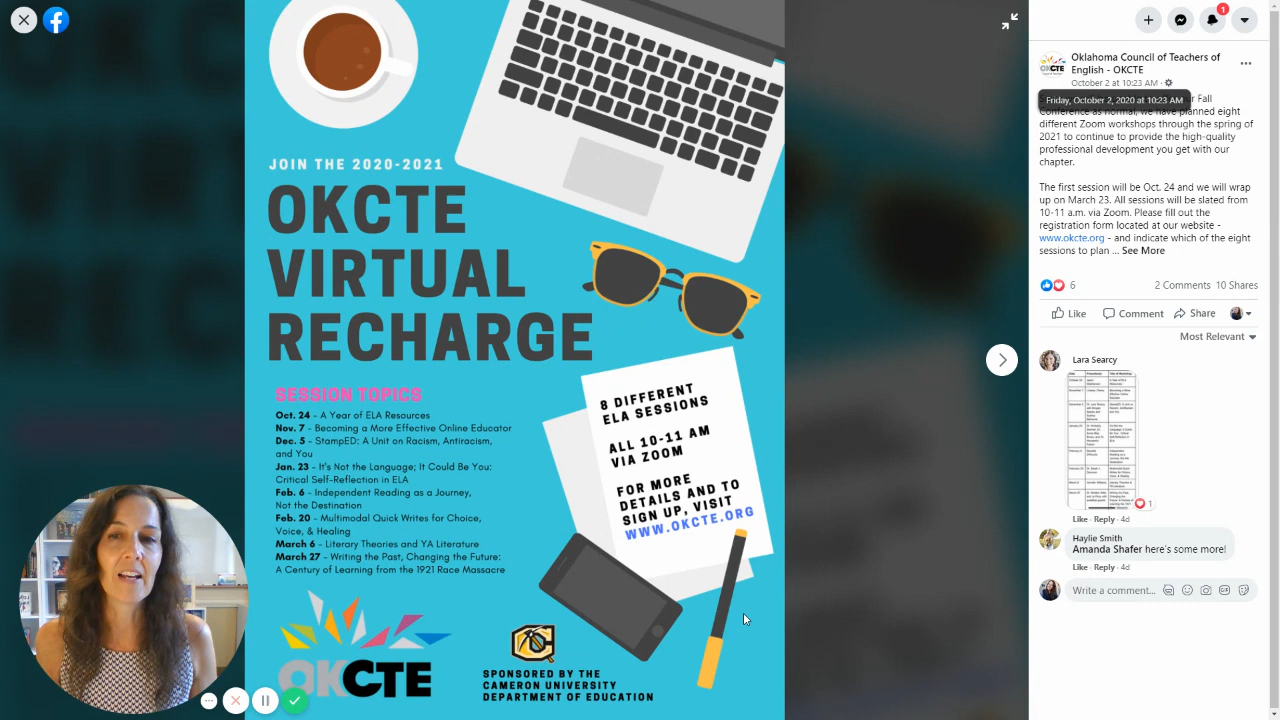 JOIN THE 2020-2021
OKCTE
VIRTUAL
RECHARGE
SESSION TOPICS
Oct. 24 - A Year of ELA Resources
Nov. 7 - Becoming a More Effective Online Educator
Dec. 5 - StampED: A Unit on Racism, Antiracism,
and You
Jan. 23 - It's Not the Language; It Could Be You:
Critical Self-Reflection in ELA
Feb. 6 - Independent Reading as a Journey,
Not the Destination
Feb. 20 - Multimodal Quick Writes for Choice,
Voice, & Healing
March 6 - Literary Theories and YA Literature
March 27 - Writing the Past, Changing the Future:
A Century of Learning from the 1921 Race Massacre
8 DIFFERENT
ELA SESSIONS
ALL 10-11 AM
VIA ZOOM
FOR MORE
DETAILS AND TO
SIGN UP, VISIT
WWW.OKCTE.ORG
OKCTE
SPONSORED BY THE
CAMERON UNIVERSITY
DEPARTMENT OF EDUCATION
1
OKCTE
Oklahoma Council of Teachers of
English - OKCTE
October 2 at 10:23 AM ·
Friday, October 2, 2020 at 10:23 AM
r Fall
Conference as normal, we have planned eight
different Zoom workshops through the spring of
2021 to continue to provide the high-quality
professional development you get with our
chapter.
The first session will be Oct. 24 and we will wrap
up on March 23. All sessions will be slated from
10-11 a.m. via Zoom. Please fill out the
registration form located at our website -
www.okcte.org - and indicate which of the eight
sessions to plan ... See More
6
2 Comments 10 Shares
Like Comment Share
Most Relevant
Lara Searcy
1
Like · Reply · 4d
Haylie Smith
Amanda Shafer here's some more!
Like · Reply · 4d
Write a comment...